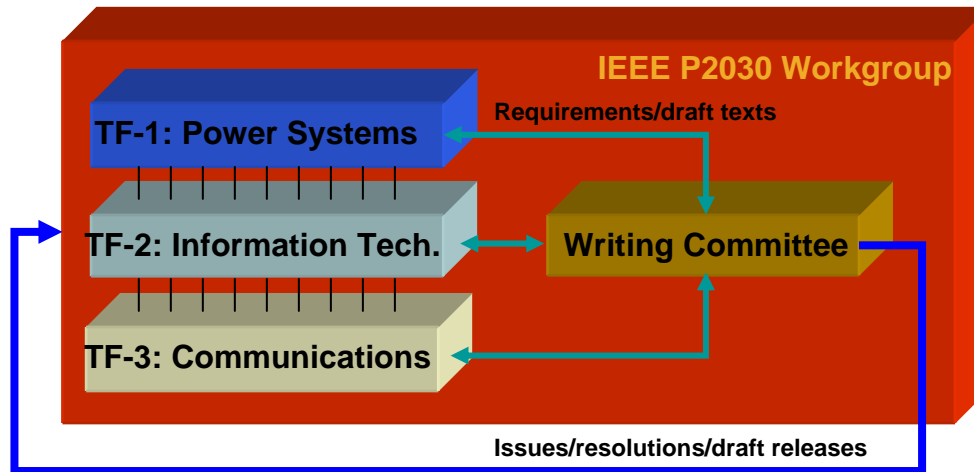 IEEE P2030 Workgroup
Requirements/draft texts
TF-1: Power Systems
TF-2: Information Tech.
Writing Committee
TF-3: Communications
Issues/resolutions/draft releases